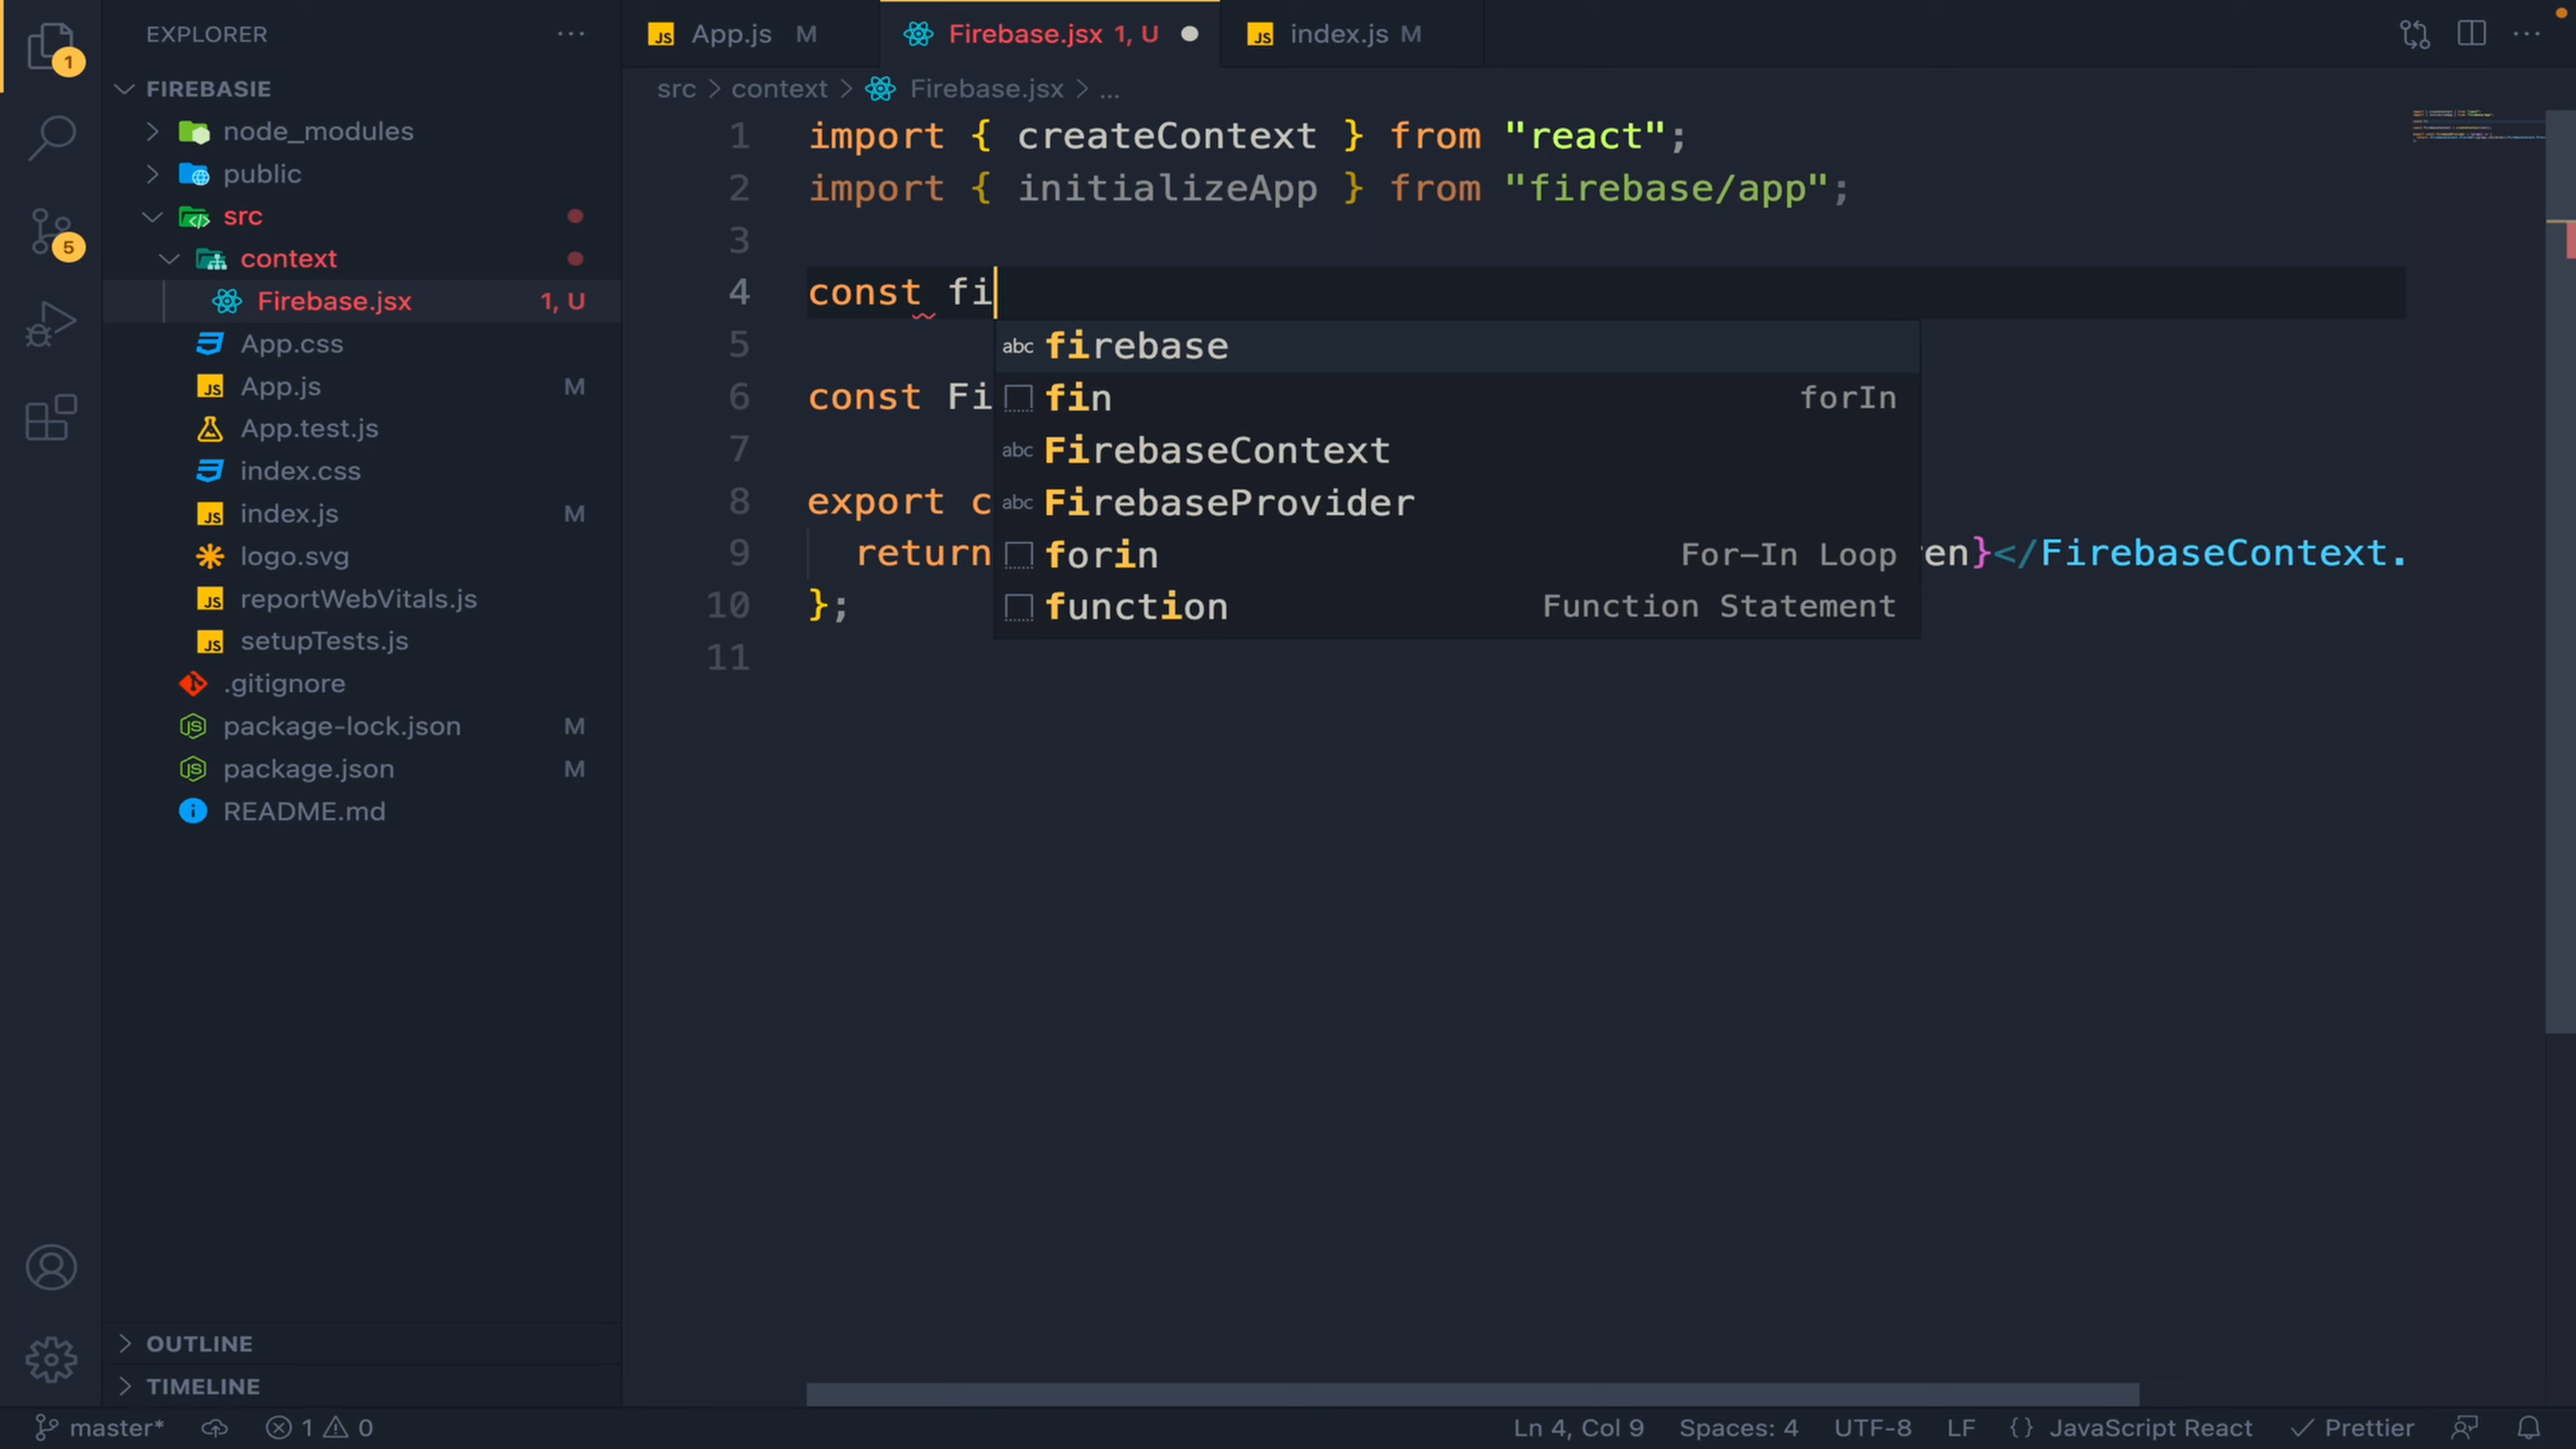 EXPLORER
FIREBASIE
node_modules
public
src
context
Firebase.jsx 1, U
App.css
App.js M
App.test.js
index.css
index.js M
logo.svg
reportWebVitals.js
setupTests.js
.gitignore
package-lock.json M
package.json M
README.md
OUTLINE
TIMELINE
1
5
JS App.js M
Firebase.jsx 1, U
JS index.js M
src > context > Firebase.jsx > ...
1 import { createContext } from "react";
2 import { initializeApp } from "firebase/app";
3
4 const fi
5
6 const Fi
7
8 export c
9 return ren}</FirebaseContext.
10 };
11
abc firebase
fin forIn
abc FirebaseContext
abc FirebaseProvider
forin For-In Loop
function Function Statement
master* 1 0
Ln 4, Col 9 Spaces: 4 UTF-8 LF {} JavaScript React Prettier